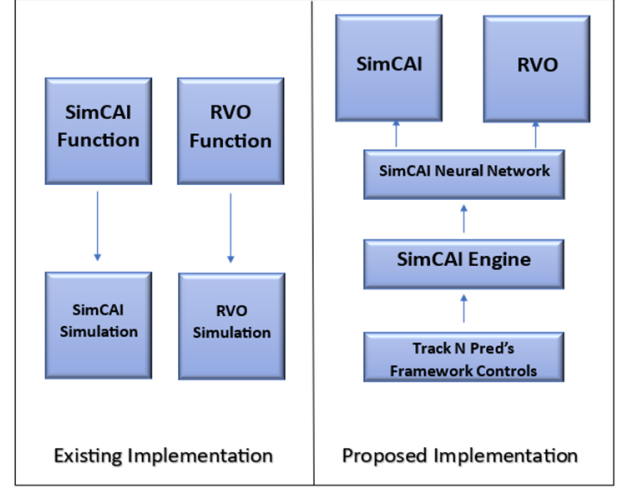 SimCAI
Function
RVO
Function
SimCAI
Simulation
RVO
Simulation
Existing Implementation
SimCAI
RVO
SimCAI Neural Network
SimCAI Engine
Track N Pred’s
Framework Controls
Proposed Implementation